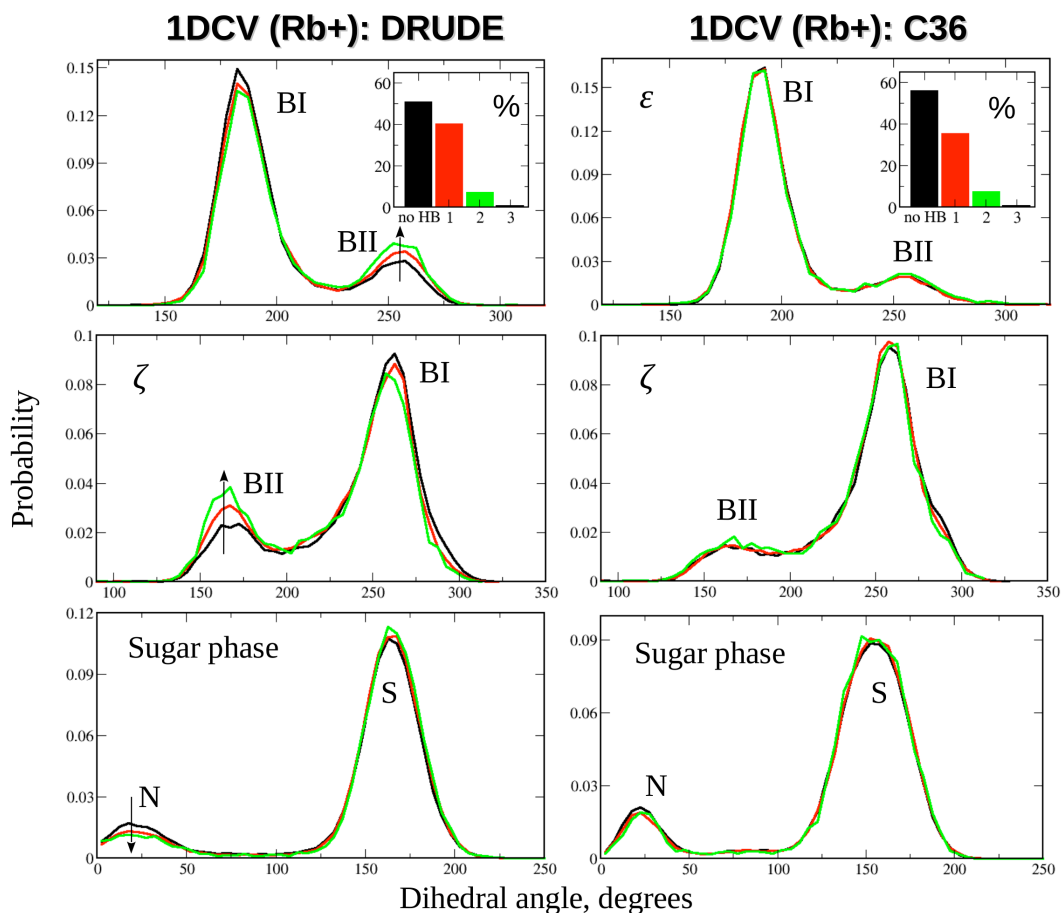 1DCV (Rb+): DRUDE
1DCV (Rb+): C36
0.15
0.12
0.09
0.06
0.03
0
150 200 250 300
BI
BII
60
40
20
0
%
no HB 1 2 3
0.15
0.12
0.09
0.06
0.03
0
150 200 250 300
ε
BI
BII
60
40
20
0
%
no HB 1 2 3
Probability
0.1
0.08
0.06
0.04
0.02
0
100 150 200 250 300 350
ζ
BI
BII
0.1
0.08
0.06
0.04
0.02
0
100 150 200 250 300 350
ζ
BI
BII
0.12
0.09
0.06
0.03
0
0 50 100 150 200 250
Sugar phase
S
N
0.09
0.06
0.03
0
0 50 100 150 200 250
Sugar phase
S
N
Dihedral angle, degrees